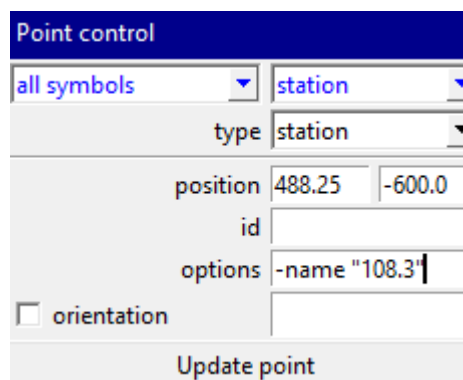 Point control
all symbols station
type station
position 488.25 -600.0
id
options -name "108.3"
orientation
Update point